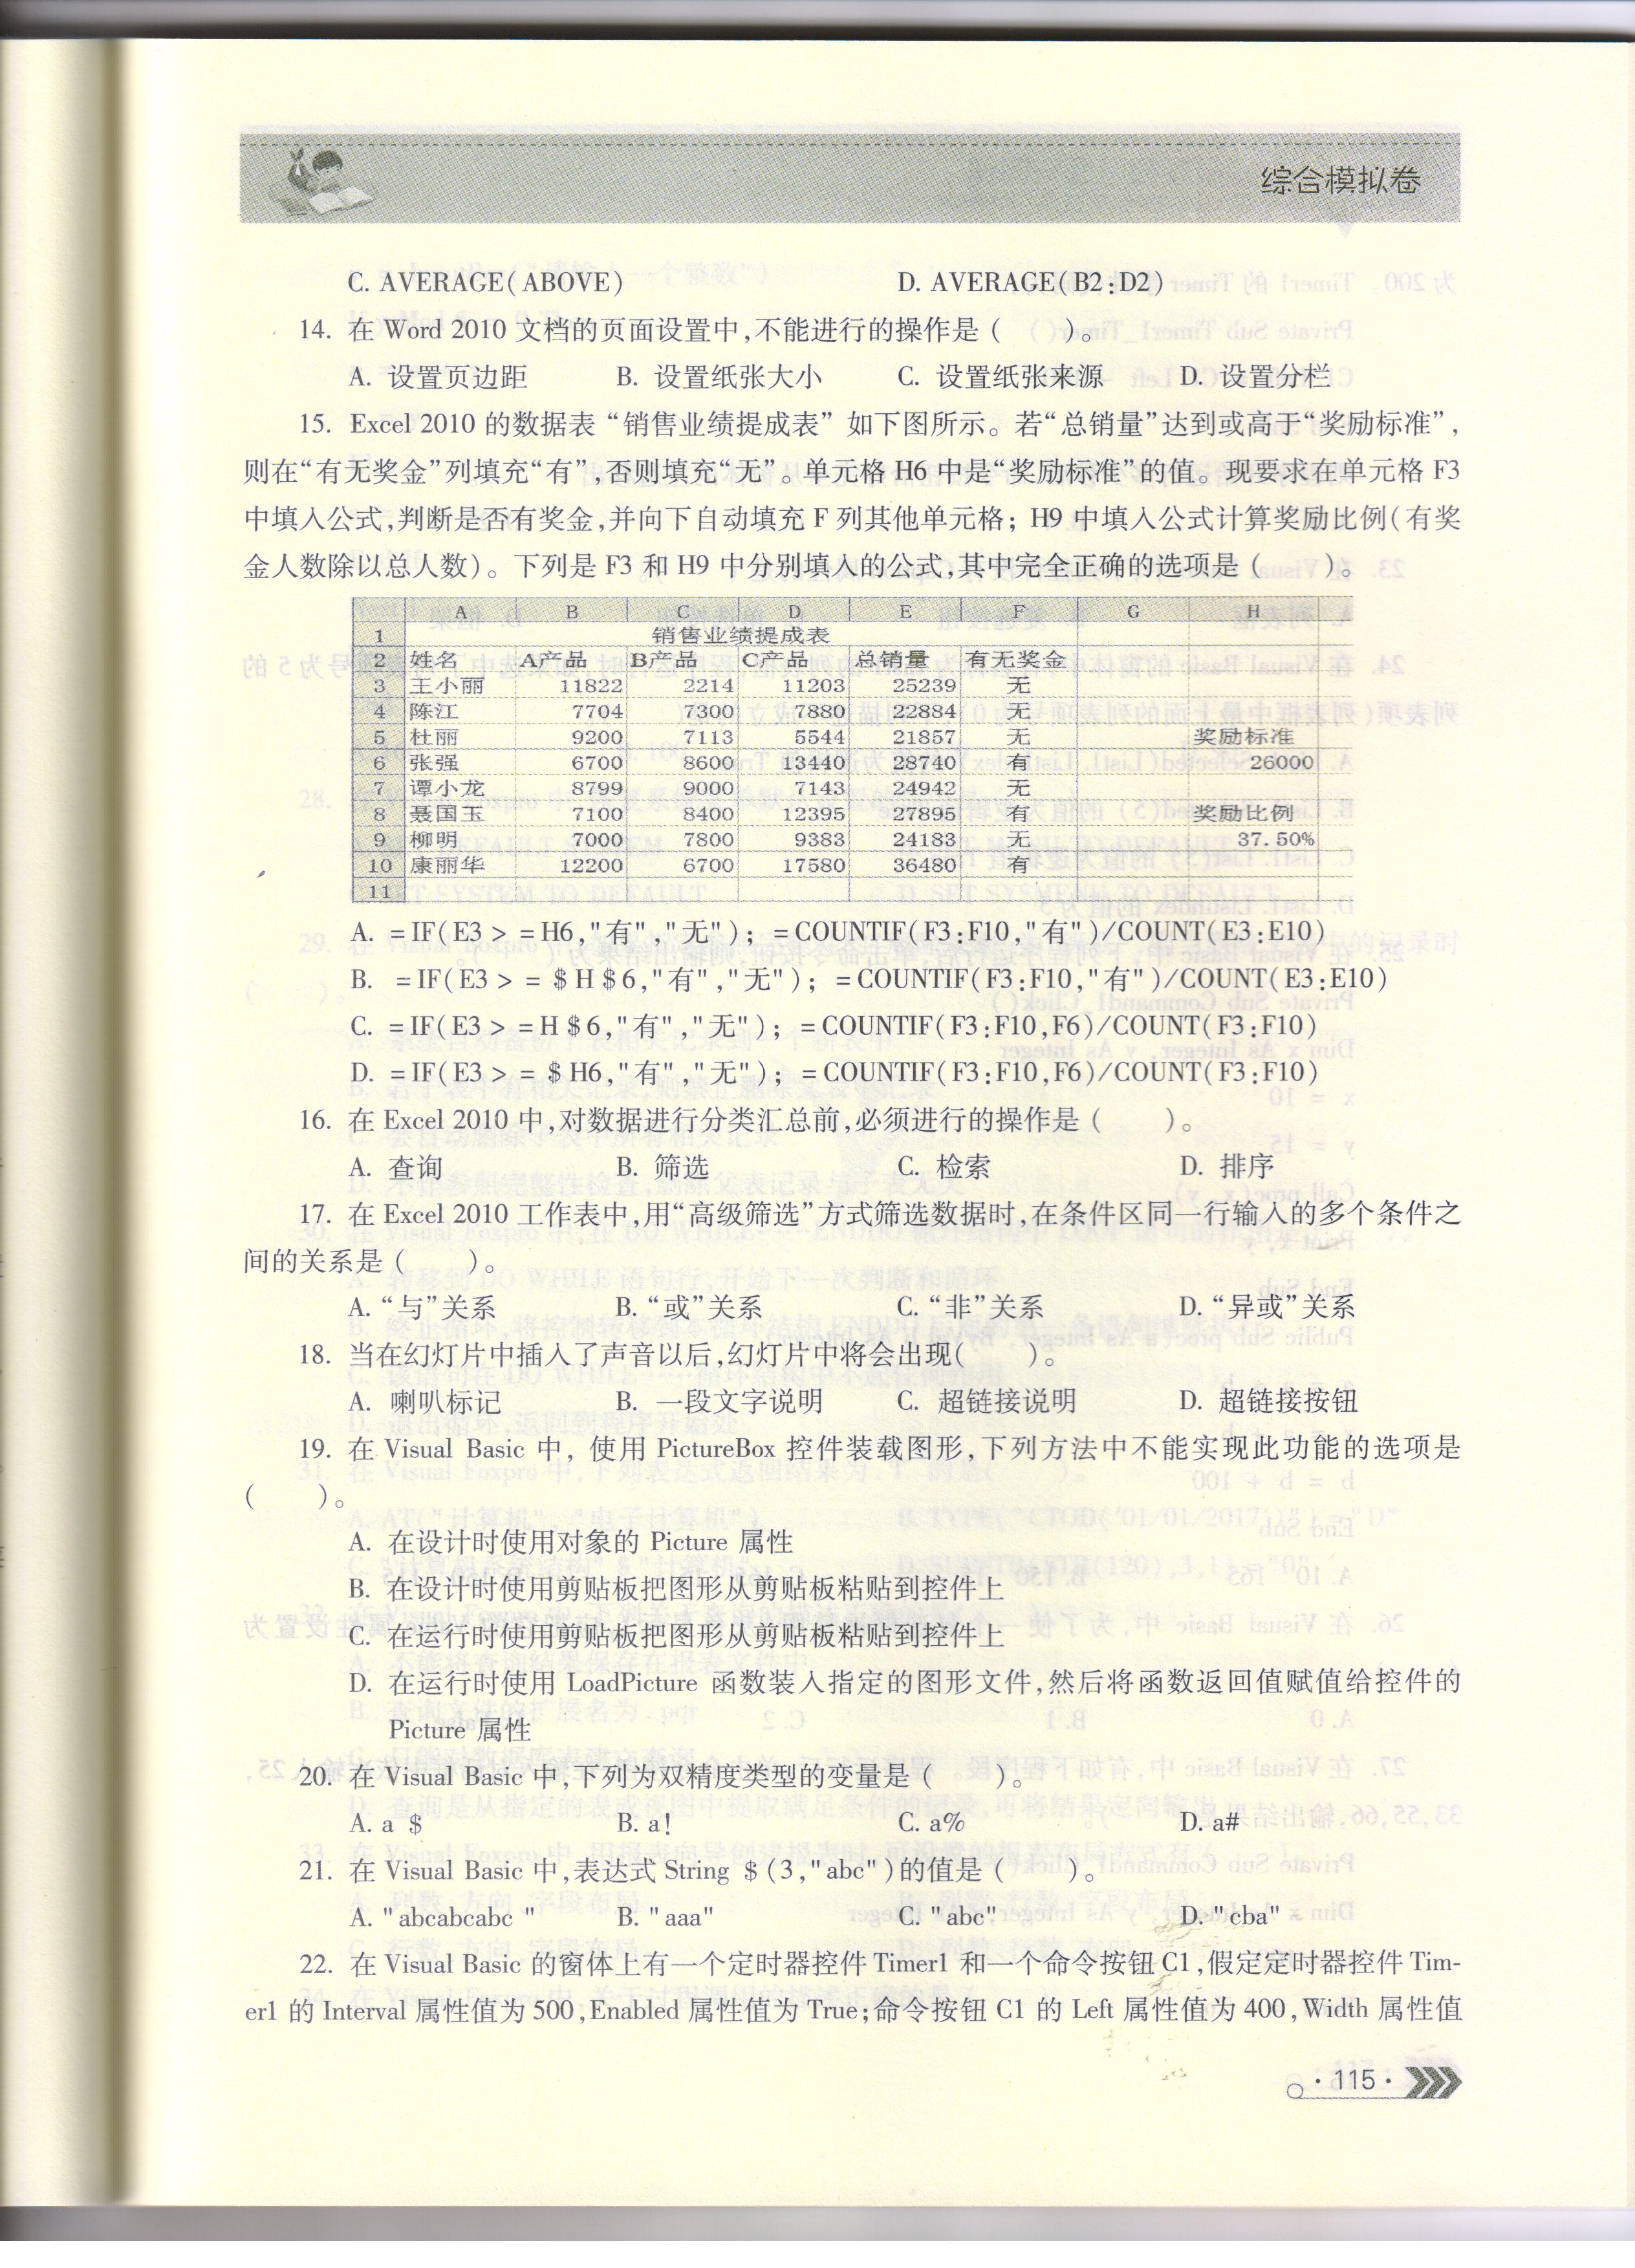 综合模拟卷
C. AVERAGE(ABOVE) D. AVERAGE(B2:D2)
14. 在 Word 2010 文档的页面设置中,不能进行的操作是 ( )。
A. 设置页边距 B. 设置纸张大小 C. 设置纸张来源 D. 设置分栏
15. Excel 2010 的数据表 “销售业绩提成表” 如下图所示。若“总销量”达到或高于“奖励标准”,
则在“有无奖金”列填充“有”,否则填充“无”。单元格 H6 中是“奖励标准”的值。现要求在单元格 F3
中填入公式,判断是否有奖金,并向下自动填充 F 列其他单元格; H9 中填入公式计算奖励比例(有奖
金人数除以总人数)。下列是 F3 和 H9 中分别填入的公式,其中完全正确的选项是 ( )。
A B C D E F G H
1 销售业绩提成表
2 姓名 A产品 B产品 C产品 总销量 有无奖金
3 王小丽 11822 2214 11203 25239 无
4 陈江 7704 7300 7880 22884 无
5 杜丽 9200 7113 5544 21857 无 奖励标准
6 张强 6700 8600 13440 28740 有 26000
7 谭小龙 8799 9000 7143 24942 无
8 聂国玉 7100 8400 12395 27895 有 奖励比例
9 柳明 7000 7800 9383 24183 无 37.50%
10 康丽华 12200 6700 17580 36480 有
11
A. =IF(E3 > =H6,"有","无"); =COUNTIF(F3:F10,"有")/COUNT(E3:E10)
B. =IF(E3 > = $H$6,"有","无"); =COUNTIF(F3:F10,"有")/COUNT(E3:E10)
C. =IF(E3 > =H$6,"有","无"); =COUNTIF(F3:F10,F6)/COUNT(F3:F10)
D. =IF(E3 > = $H6,"有","无"); =COUNTIF(F3:F10,F6)/COUNT(F3:F10)
16. 在 Excel 2010 中,对数据进行分类汇总前,必须进行的操作是 ( )。
A. 查询 B. 筛选 C. 检索 D. 排序
17. 在 Excel 2010 工作表中,用“高级筛选”方式筛选数据时,在条件区同一行输入的多个条件之
间的关系是 ( )。
A. “与”关系 B. “或”关系 C. “非”关系 D. “异或”关系
18. 当在幻灯片中插入了声音以后,幻灯片中将会出现( )。
A. 喇叭标记 B. 一段文字说明 C. 超链接说明 D. 超链接按钮
19. 在 Visual Basic 中, 使用 PictureBox 控件装载图形, 下列方法中不能实现此功能的选项是
( )。
A. 在设计时使用对象的 Picture 属性
B. 在设计时使用剪贴板把图形从剪贴板粘贴到控件上
C. 在运行时使用剪贴板把图形从剪贴板粘贴到控件上
D. 在运行时使用 LoadPicture 函数装入指定的图形文件,然后将函数返回值赋值给控件的
Picture 属性
20. 在 Visual Basic 中,下列为双精度类型的变量是 ( )。
A. a $ B. a! C. a% D. a#
21. 在 Visual Basic 中,表达式 String $(3,"abc")的值是 ( )。
A. "abcabcabc " B. "aaa" C. "abc" D. "cba"
22. 在 Visual Basic 的窗体上有一个定时器控件 Timer1 和一个命令按钮 C1,假定定时器控件 Tim-
er1 的 Interval 属性值为 500,Enabled 属性值为 True;命令按钮 C1 的 Left 属性值为 400,Width 属性值
·115·